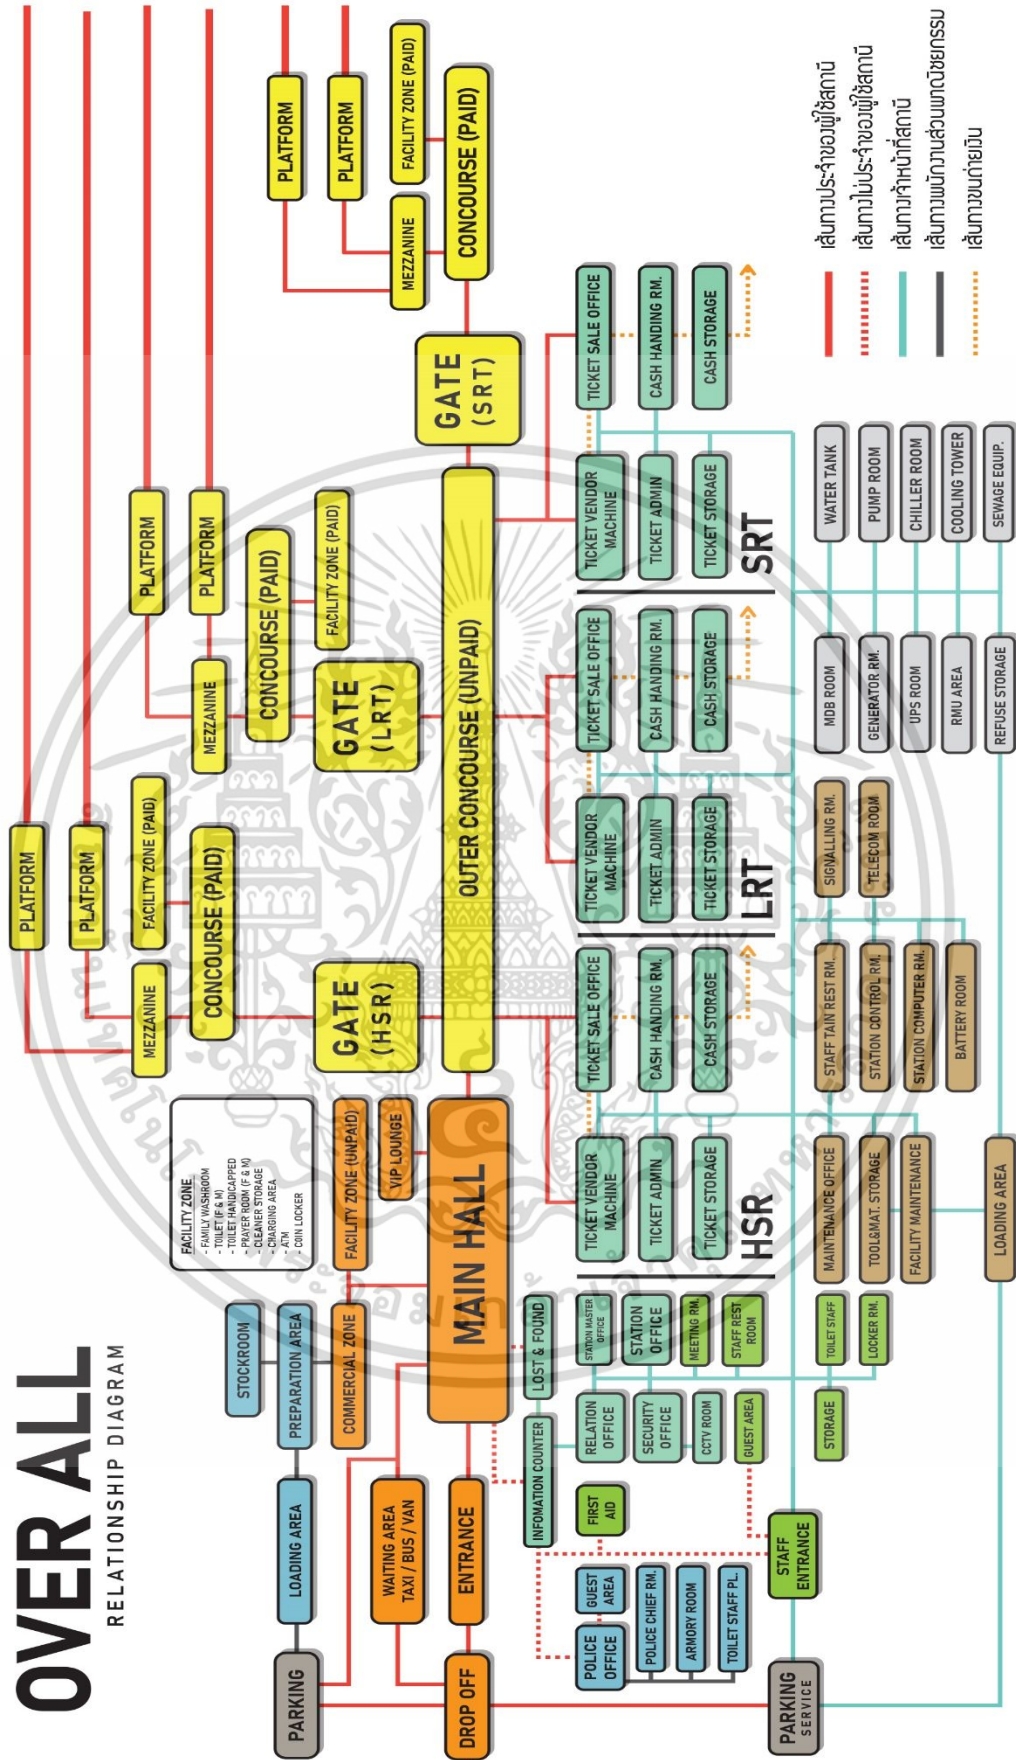 OVER ALL
RELATIONSHIP DIAGRAM
PARKING
LOADING AREA
PREPARATION AREA
STOCKROOM
COMMERCIAL ZONE
WAITING AREA
TAXI / BUS / VAN
DROP OFF
ENTRANCE
MAIN HALL
FACILITY ZONE
- FAMILY WASHROOM
- TOILET (F & M)
- TOILET HANDICAPPED
- PRAYER ROOM (F & M)
- CLEANER STORAGE
- CHARGING AREA
- ATM
- COIN LOCKER
FACILITY ZONE (UNPAID)
VIP LOUNGE
PLATFORM
PLATFORM
MEZZANINE
FACILITY ZONE (PAID)
CONCOURSE (PAID)
GATE
(HSR)
PLATFORM
PLATFORM
MEZZANINE
CONCOURSE (PAID)
FACILITY ZONE (PAID)
GATE
(LRT)
OUTER CONCOURSE (UNPAID)
GATE
(SRT)
PLATFORM
PLATFORM
MEZZANINE
FACILITY ZONE (PAID)
CONCOURSE (PAID)
INFOMATION COUNTER
LOST & FOUND
POLICE
OFFICE
GUEST
AREA
POLICE CHIEF RM.
ARMORY ROOM
TOILET STAFF PL.
FIRST
AID
RELATION
OFFICE
STATION MASTER
OFFICE
SECURITY
OFFICE
STATION
OFFICE
CCTV ROOM
MEETING RM.
GUEST AREA
STAFF REST
ROOM
STORAGE
TOILET STAFF
LOCKER RM.
PARKING
SERVICE
STAFF
ENTRANCE
TICKET VENDOR
MACHINE
TICKET SALE OFFICE
TICKET ADMIN
CASH HANDING RM.
TICKET STORAGE
CASH STORAGE
HSR
TICKET VENDOR
MACHINE
TICKET SALE OFFICE
TICKET ADMIN
CASH HANDING RM.
TICKET STORAGE
CASH STORAGE
LRT
TICKET VENDOR
MACHINE
TICKET SALE OFFICE
TICKET ADMIN
CASH HANDING RM.
TICKET STORAGE
CASH STORAGE
SRT
MAINTENANCE OFFICE
STAFF TAIN REST RM.
SIGNALLING RM.
TOOL&MAT. STORAGE
STATION CONTROL RM.
TELECOM ROOM
FACILITY MAINTENANCE
STATION COMPUTER RM.
BATTERY ROOM
LOADING AREA
MDB ROOM
WATER TANK
GENERATOR RM.
PUMP ROOM
UPS ROOM
CHILLER ROOM
RMU AREA
COOLING TOWER
REFUSE STORAGE
SEWAGE EQUIP.
เส้นทางประจำของผู้ใช้สถานี
เส้นทางไม่ประจำของผู้ใช้สถานี
เส้นทางเจ้าหน้าที่สถานี
เส้นทางพนักงานส่วนพาณิชยกรรม
เส้นทางขนถ่ายเงิน